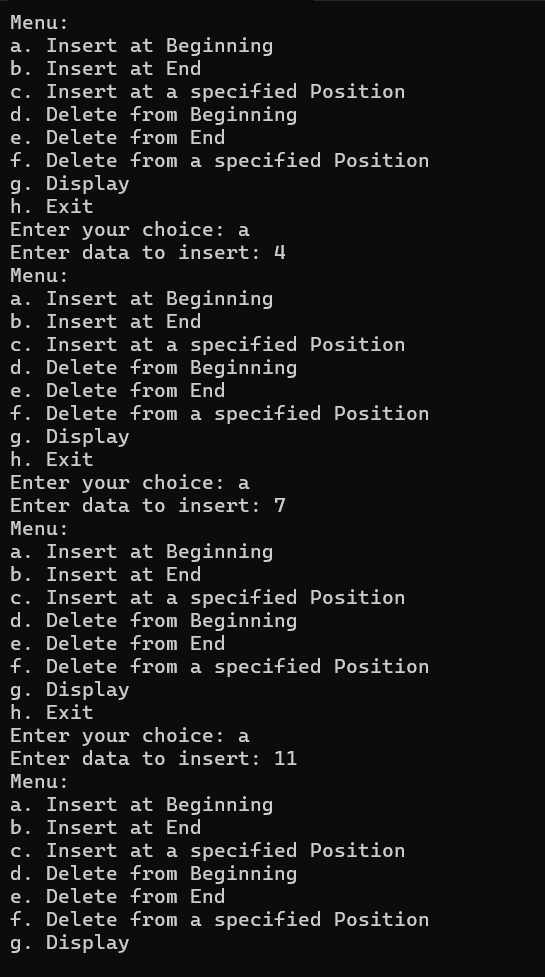 Menu:
a. Insert at Beginning
b. Insert at End
c. Insert at a specified Position
d. Delete from Beginning
e. Delete from End
f. Delete from a specified Position
g. Display
h. Exit
Enter your choice: a
Enter data to insert: 4
Menu:
a. Insert at Beginning
b. Insert at End
c. Insert at a specified Position
d. Delete from Beginning
e. Delete from End
f. Delete from a specified Position
g. Display
h. Exit
Enter your choice: a
Enter data to insert: 7
Menu:
a. Insert at Beginning
b. Insert at End
c. Insert at a specified Position
d. Delete from Beginning
e. Delete from End
f. Delete from a specified Position
g. Display
h. Exit
Enter your choice: a
Enter data to insert: 11
Menu:
a. Insert at Beginning
b. Insert at End
c. Insert at a specified Position
d. Delete from Beginning
e. Delete from End
f. Delete from a specified Position
g. Display